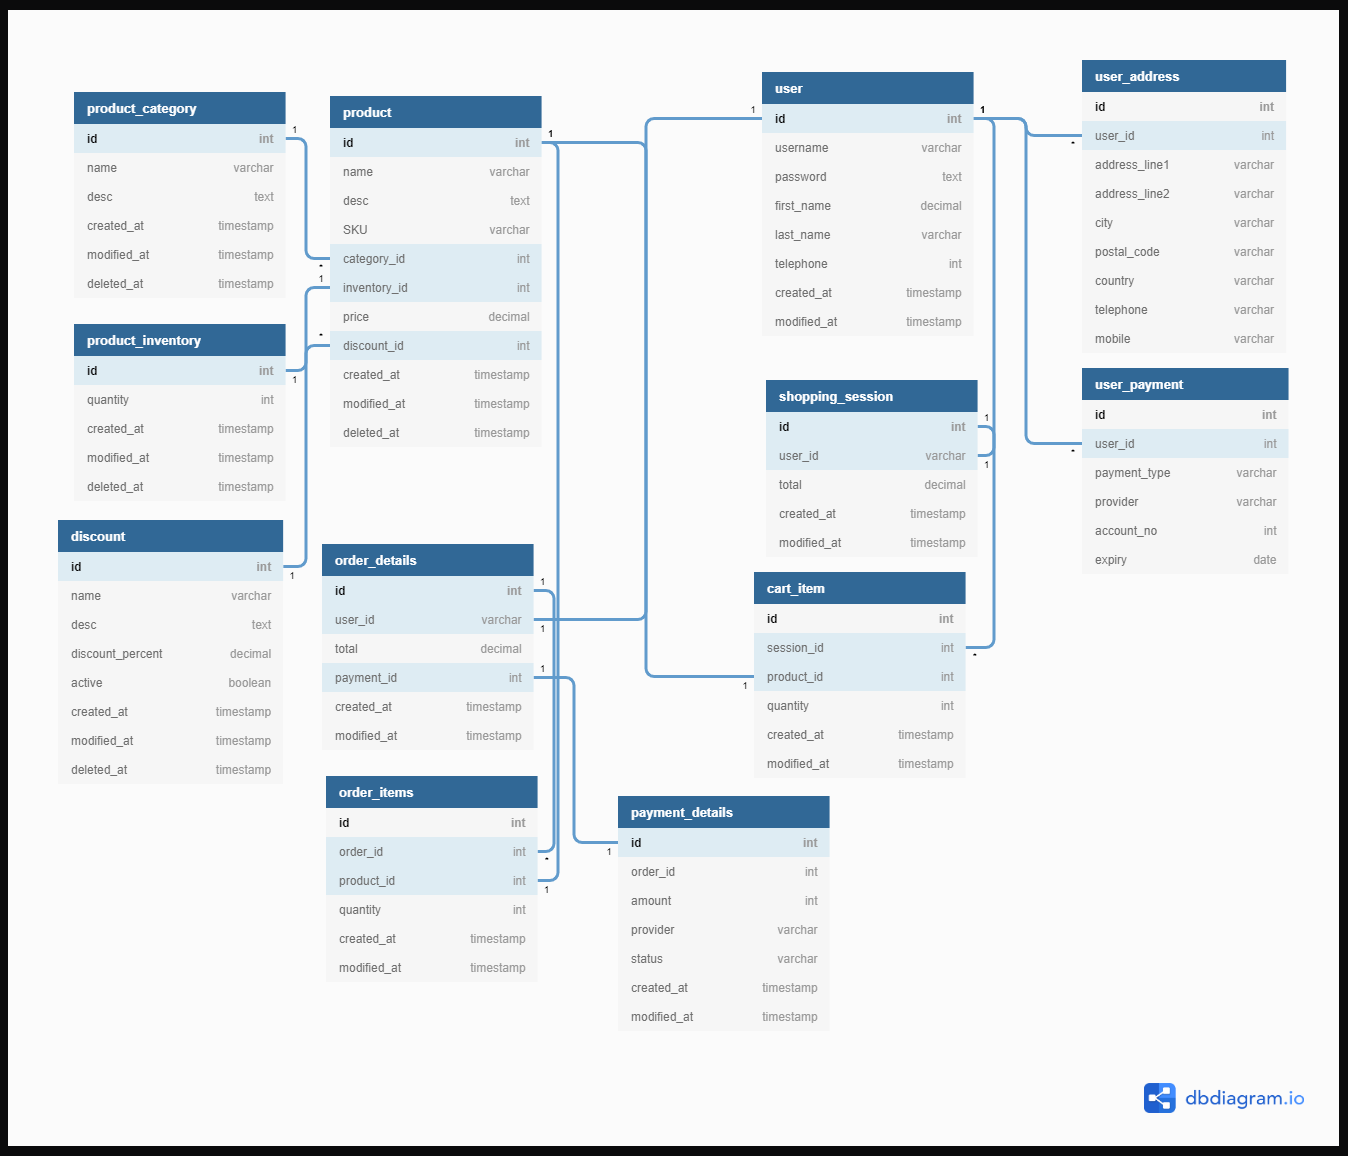 product_category
id int
name varchar
desc text
created_at timestamp
modified_at timestamp
deleted_at timestamp
product
id int
name varchar
desc text
SKU varchar
category_id int
inventory_id int
price decimal
discount_id int
created_at timestamp
modified_at timestamp
deleted_at timestamp
user
id int
username varchar
password text
first_name decimal
last_name varchar
telephone int
created_at timestamp
modified_at timestamp
user_address
id int
user_id int
address_line1 varchar
address_line2 varchar
city varchar
postal_code varchar
country varchar
telephone varchar
mobile varchar
product_inventory
id int
quantity int
created_at timestamp
modified_at timestamp
deleted_at timestamp
shopping_session
id int
user_id varchar
total decimal
created_at timestamp
modified_at timestamp
user_payment
id int
user_id int
payment_type varchar
provider varchar
account_no int
expiry date
discount
id int
name varchar
desc text
discount_percent decimal
active boolean
created_at timestamp
modified_at timestamp
deleted_at timestamp
order_details
id int
user_id varchar
total decimal
payment_id int
created_at timestamp
modified_at timestamp
cart_item
id int
session_id int
product_id int
quantity int
created_at timestamp
modified_at timestamp
order_items
id int
order_id int
product_id int
quantity int
created_at timestamp
modified_at timestamp
payment_details
id int
order_id int
amount int
provider varchar
status varchar
created_at timestamp
modified_at timestamp
1
*
1
1
*
1
1
1
1
*
*
1
1
*
1
1
1
1
*
1
1
dbdiagram.io